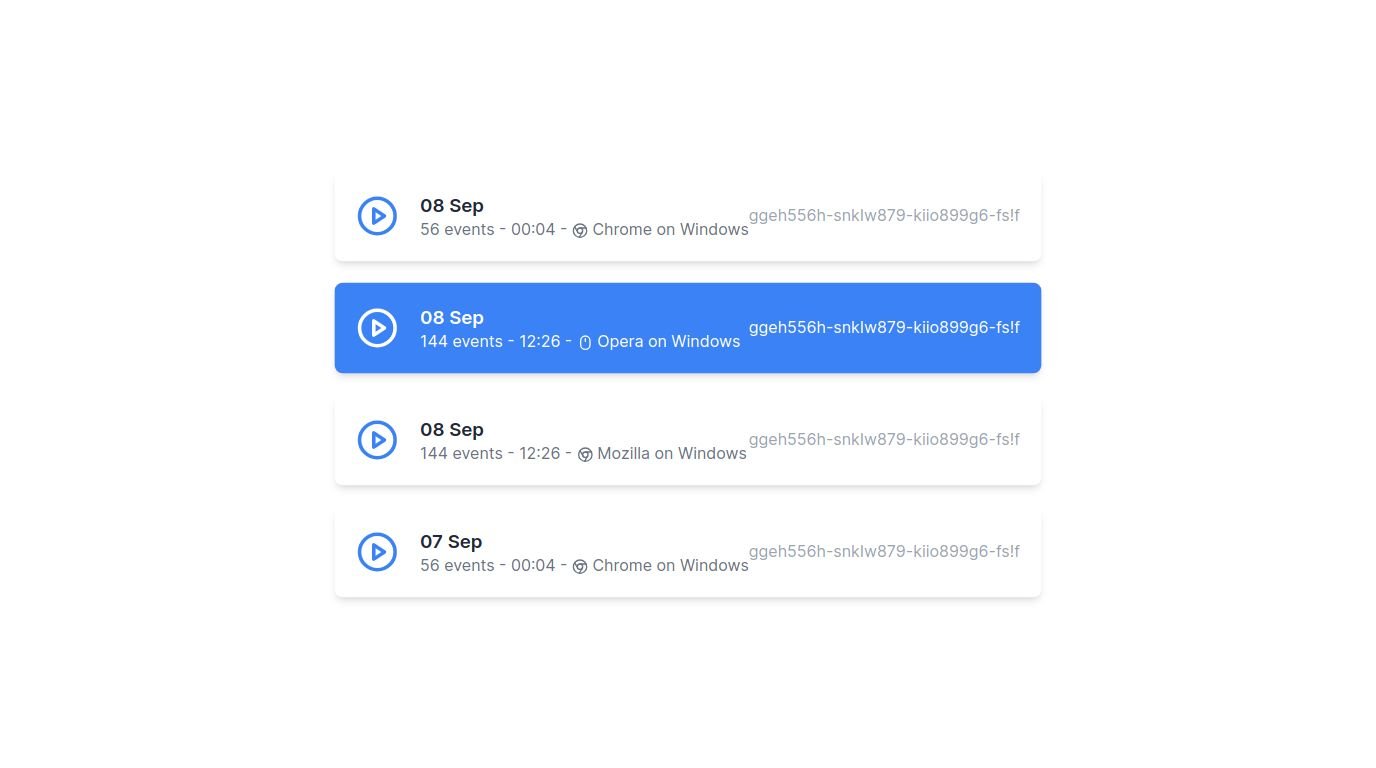 08 Sep
56 events - 00:04 - Chrome on Windows
ggeh556h-snklw879-kiio899g6-fs!f
08 Sep
144 events - 12:26 - Opera on Windows
ggeh556h-snklw879-kiio899g6-fs!f
08 Sep
144 events - 12:26 - Mozilla on Windows
ggeh556h-snklw879-kiio899g6-fs!f
07 Sep
56 events - 00:04 - Chrome on Windows
ggeh556h-snklw879-kiio899g6-fs!f